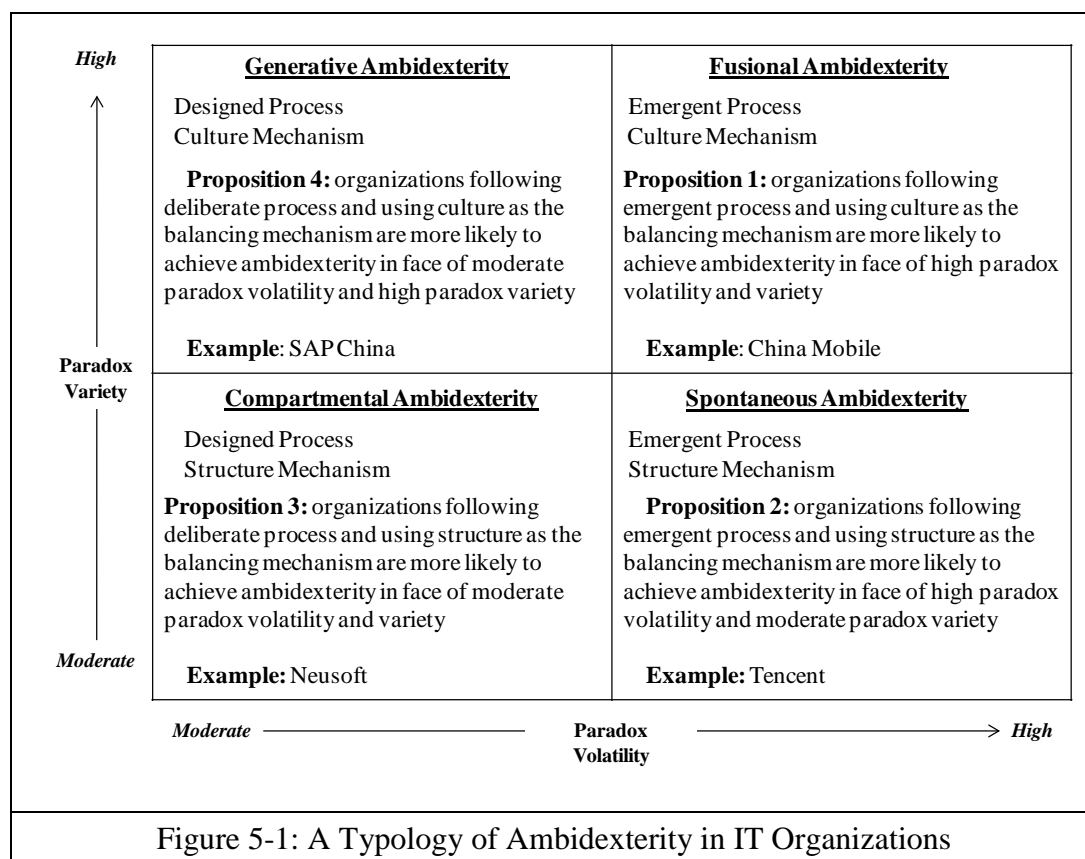 High
Generative Ambidexterity
Designed Process
Culture Mechanism
Proposition 4: organizations following
deliberate process and using culture as the
balancing mechanism are more likely to
achieve ambidexterity in face of moderate
paradox volatility and high paradox variety
Example: SAP China
Fusional Ambidexterity
Emergent Process
Culture Mechanism
Proposition 1: organizations following
emergent process and using culture as the
balancing mechanism are more likely to
achieve ambidexterity in face of high paradox
volatility and variety
Example: China Mobile
Paradox
Variety
Compartmental Ambidexterity
Designed Process
Structure Mechanism
Proposition 3: organizations following
deliberate process and using structure as the
balancing mechanism are more likely to
achieve ambidexterity in face of moderate
paradox volatility and variety
Example: Neusoft
Spontaneous Ambidexterity
Emergent Process
Structure Mechanism
Proposition 2: organizations following
emergent process and using structure as the
balancing mechanism are more likely to
achieve ambidexterity in face of high paradox
volatility and moderate paradox variety
Example: Tencent
Moderate
Moderate
Paradox
Volatility
High
Figure 5-1: A Typology of Ambidexterity in IT Organizations